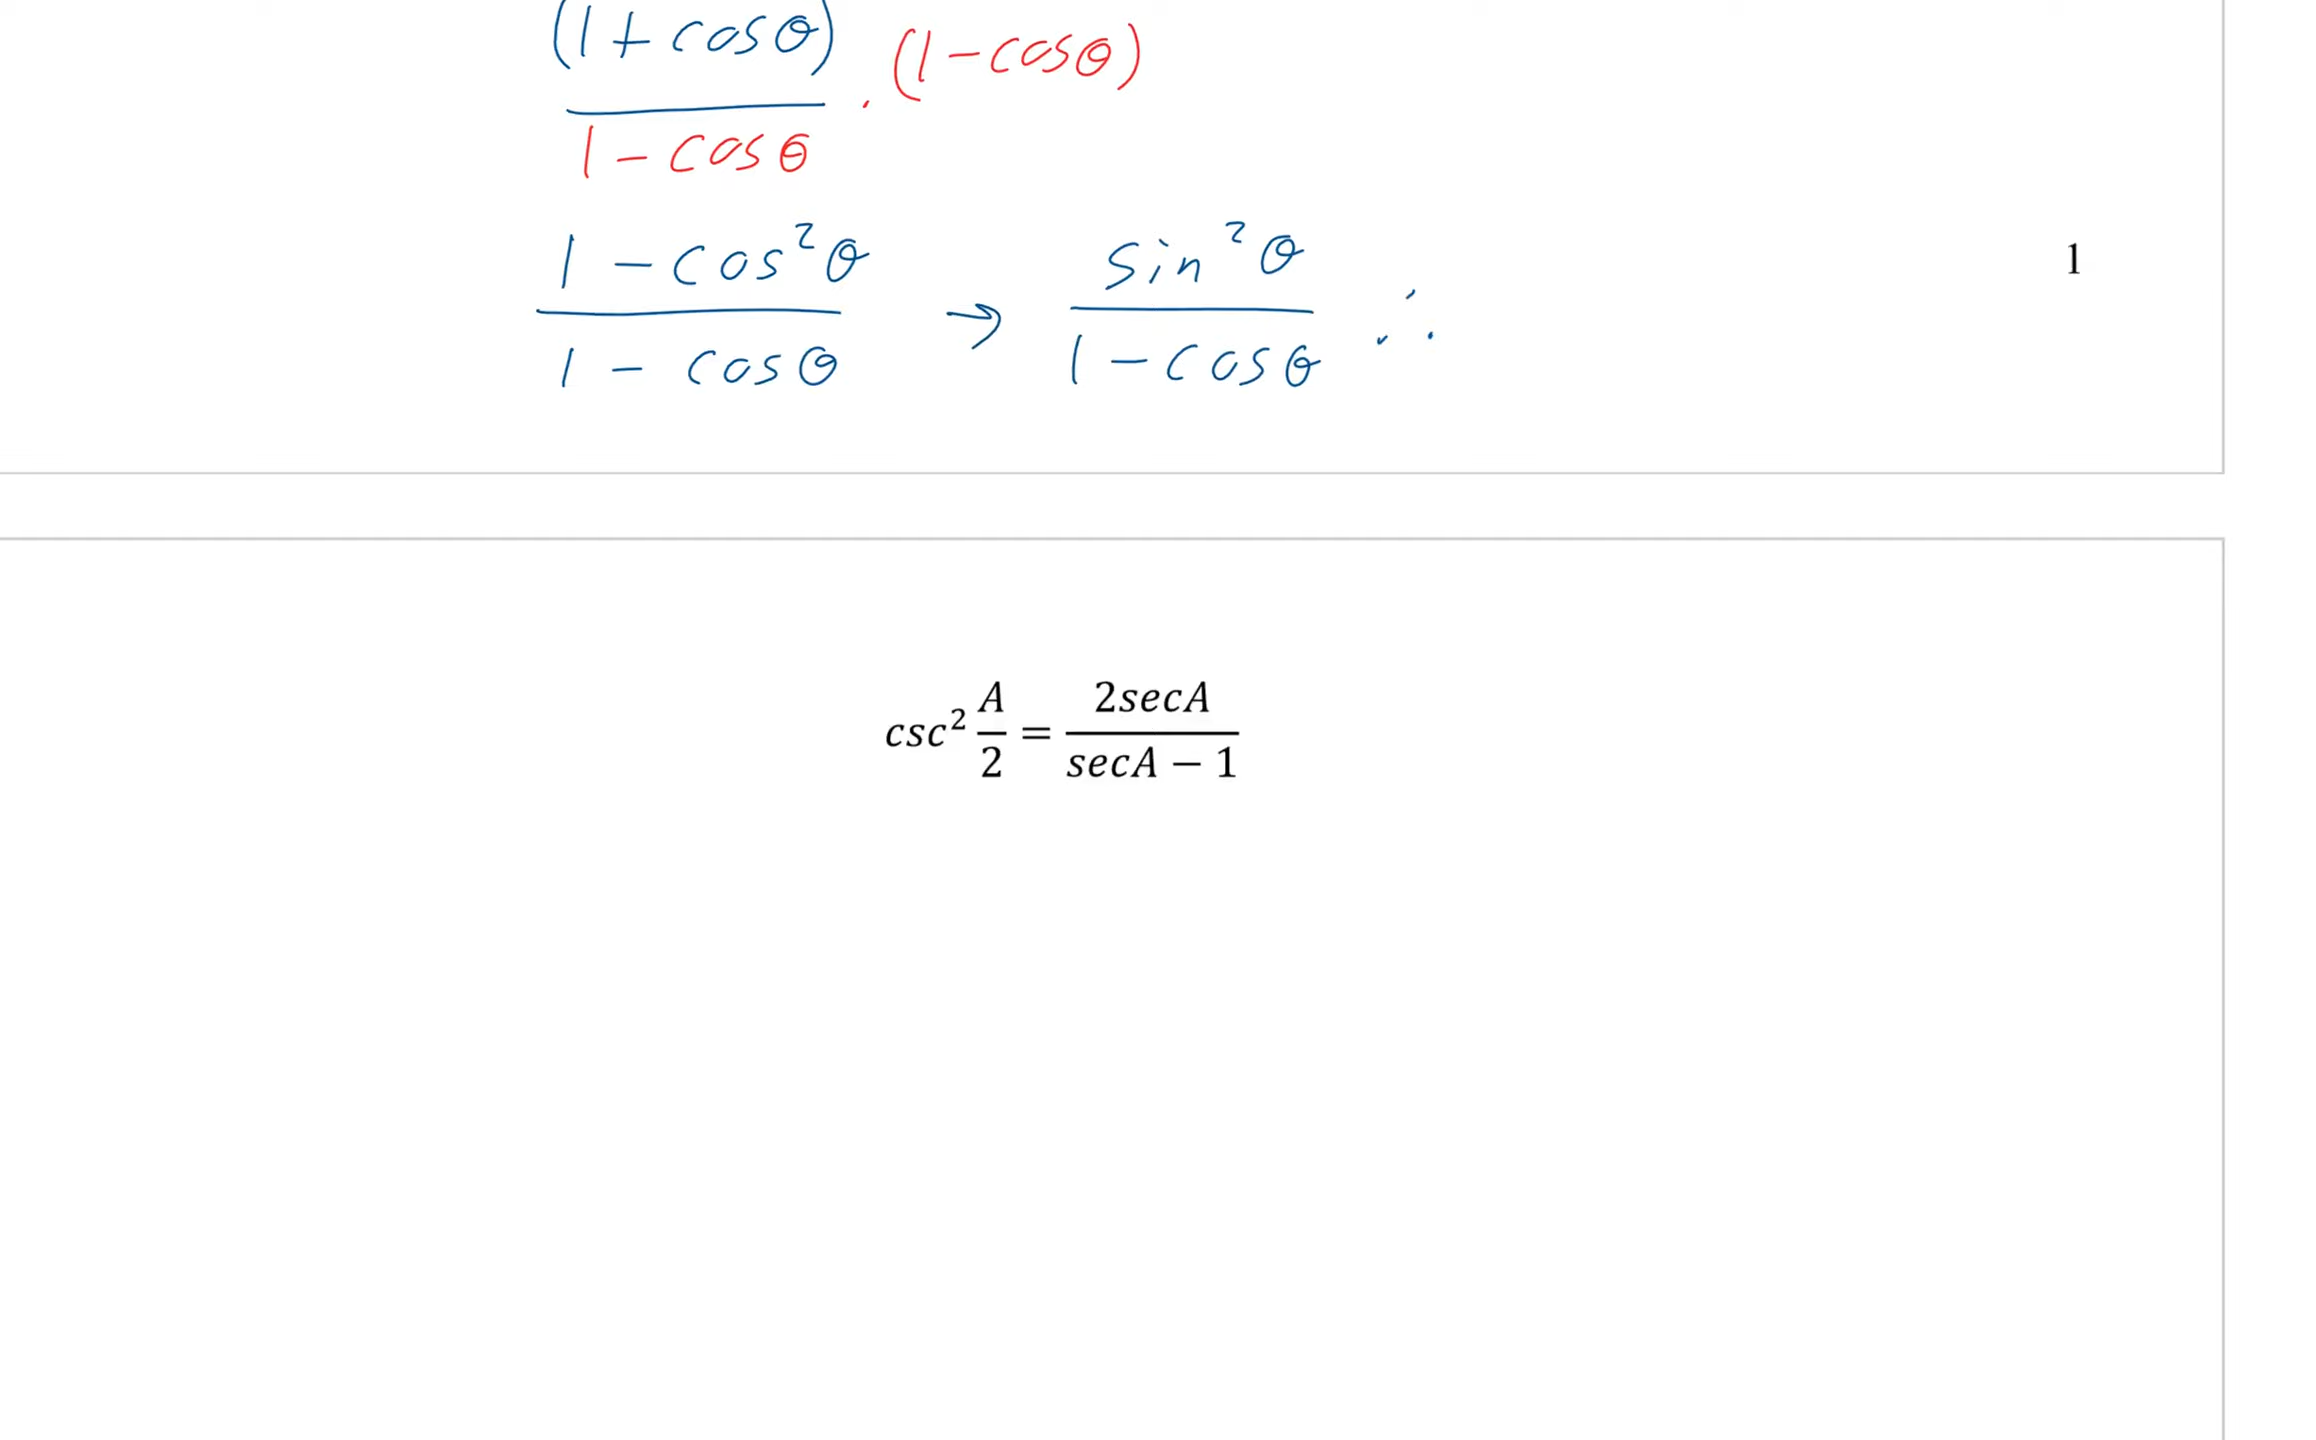 (1 + cosθ) . (1 - cosθ)
1 - cosθ
1 - cos²θ → sin²θ ∴
1 - cosθ 1 - cosθ
1
csc² A/2 = 2secA / secA − 1